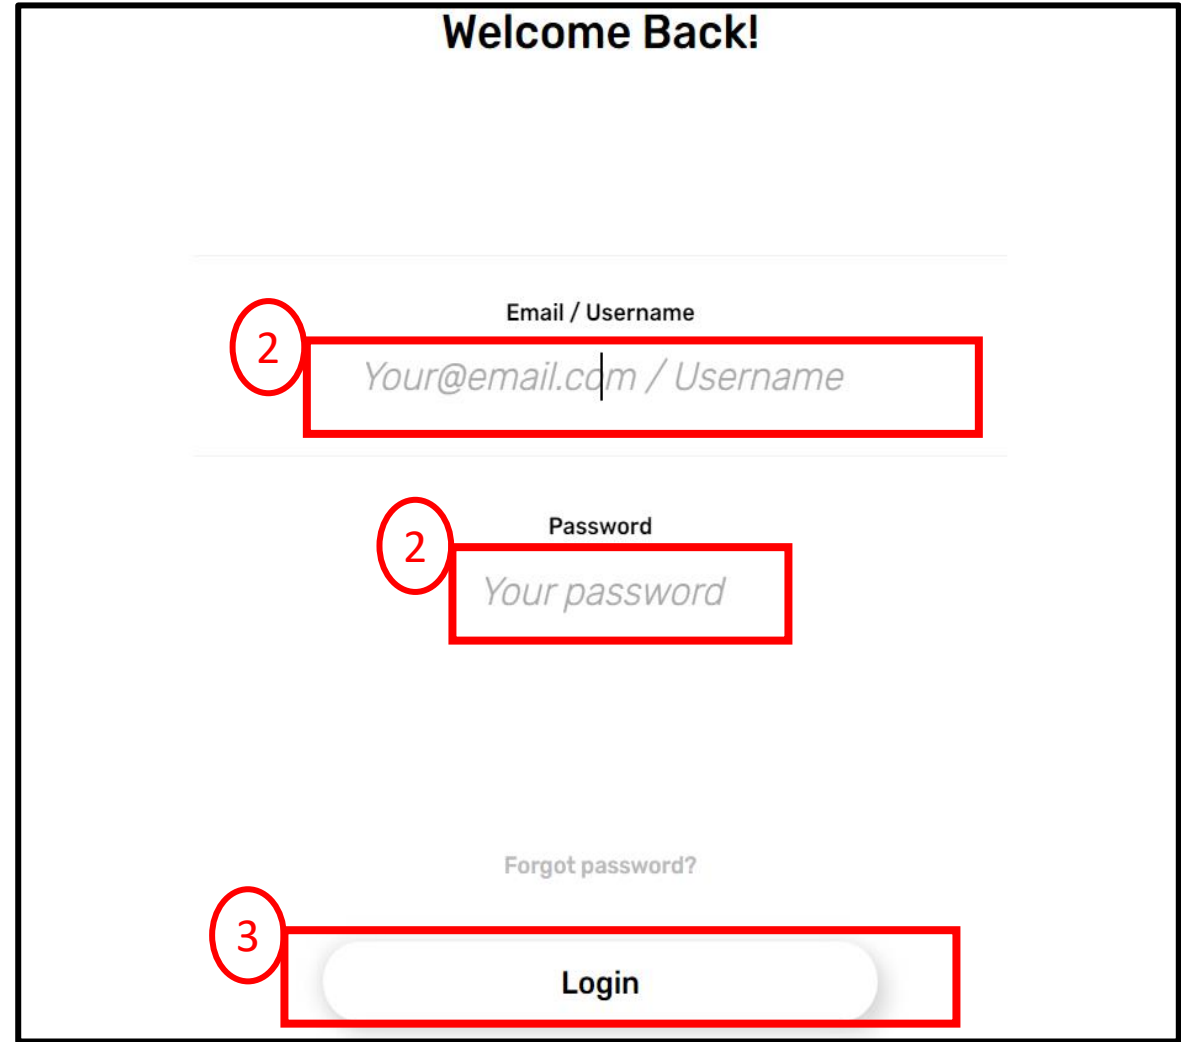 Welcome Back!
Email / Username
2
Your@email.com / Username
Password
2
Your password
Forgot password?
3
Login